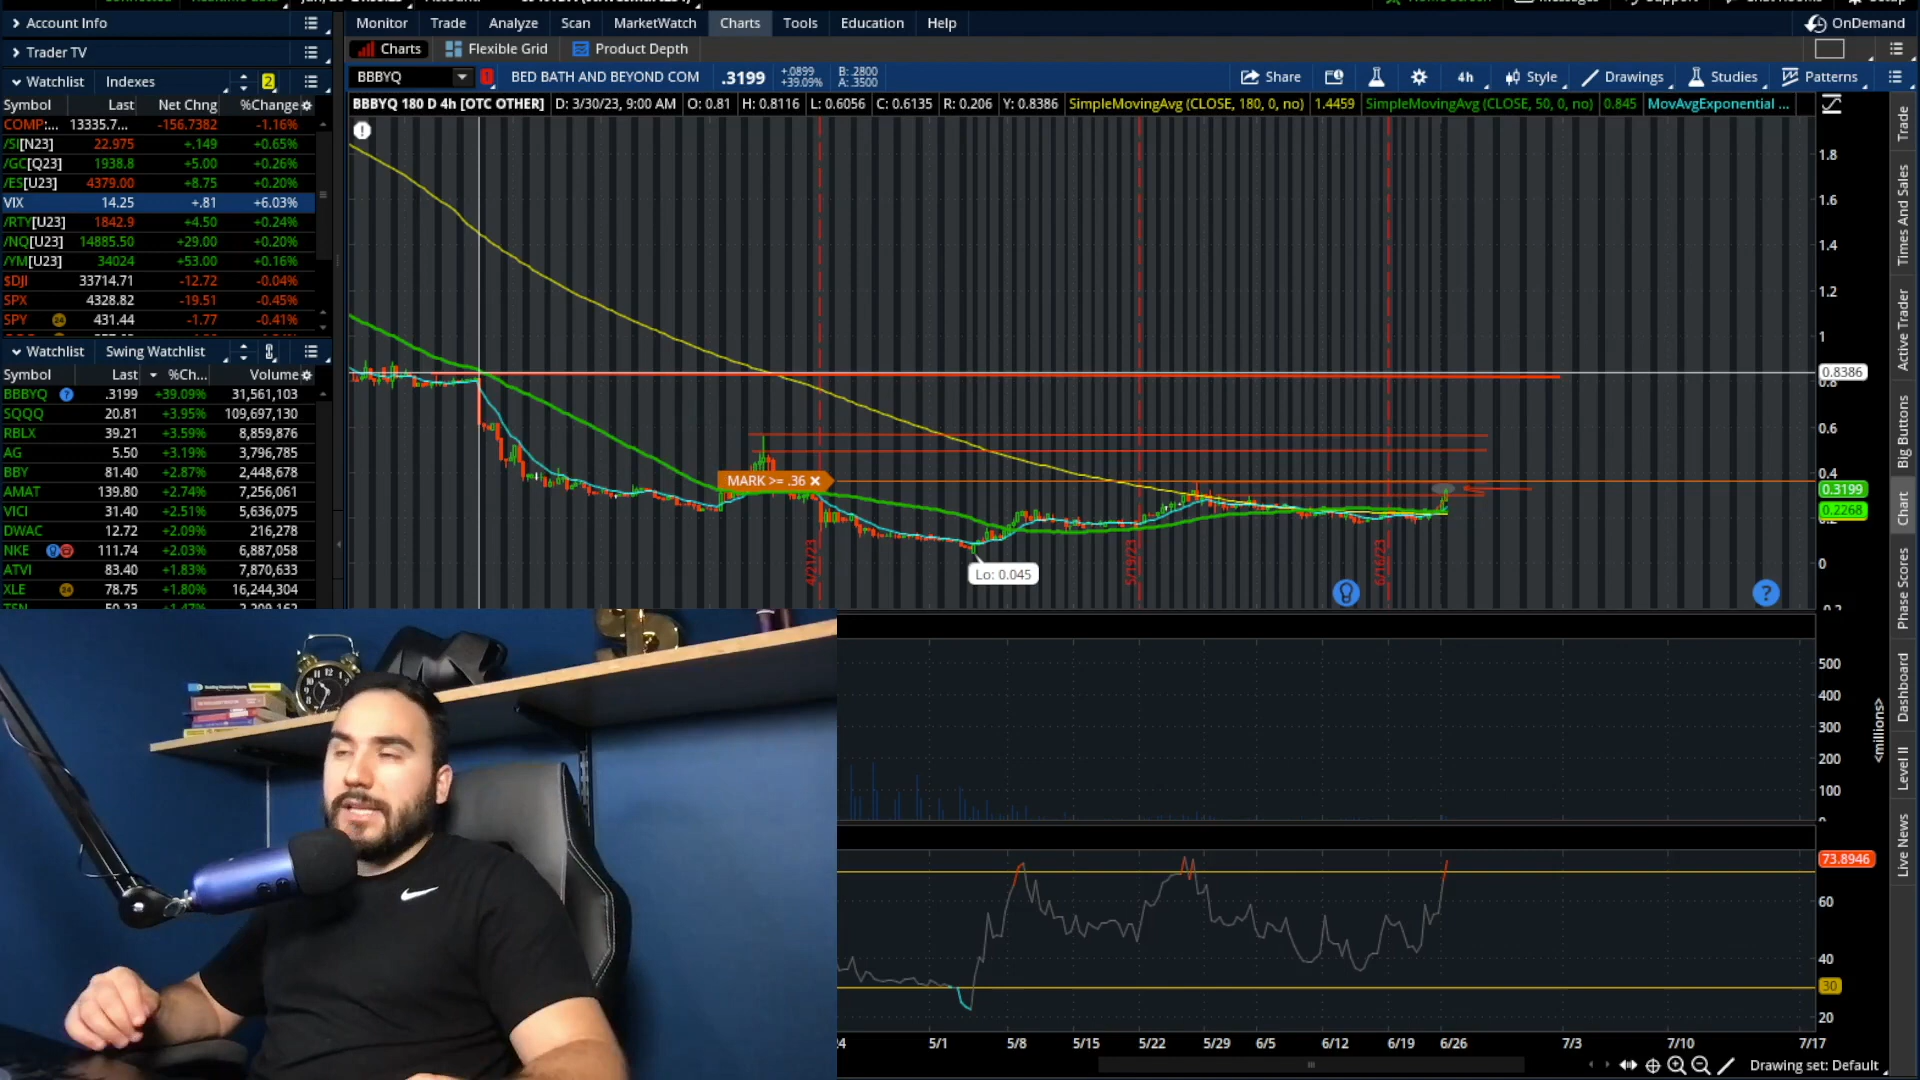 Account Info
Trader TV
Watchlist Indexes 2
Symbol Last Net Chng %Change
COMP:... 13335.7... -156.7382 -1.16%
/SI[N23] 22.975 +.149 +0.65%
/GC[Q23] 1938.8 +5.00 +0.26%
/ES[U23] 4379.00 +8.75 +0.20%
VIX 14.25 +.81 +6.03%
/RTY[U23] 1842.9 +4.50 +0.24%
/NQ[U23] 14885.50 +29.00 +0.20%
/YM[U23] 34024 +53.00 +0.16%
$DJI 33714.71 -12.72 -0.04%
SPX 4328.82 -19.51 -0.45%
SPY 24 431.44 -1.77 -0.41%
Watchlist Swing Watchlist
Symbol Last %Ch... Volume
BBBYQ ? .3199 +39.09% 31,561,103
SQQQ 20.81 +3.95% 109,697,130
RBLX 39.21 +3.59% 8,859,876
AG 5.50 +3.19% 3,796,785
BBY 81.40 +2.87% 2,448,678
AMAT 139.80 +2.74% 7,256,061
VICI 31.40 +2.51% 5,636,075
DWAC 12.72 +2.09% 216,278
NKE 111.74 +2.03% 6,887,058
ATVI 83.40 +1.83% 7,870,633
XLE 24 78.75 +1.80% 16,244,304
Monitor Trade Analyze Scan MarketWatch Charts Tools Education Help OnDemand
Charts Flexible Grid Product Depth
BBBYQ 1 BED BATH AND BEYOND COM .3199 +.0899 B: .2800
+39.09% A: .3500
Share 4h Style Drawings Studies Patterns
BBBYQ 180 D 4h [OTC OTHER] D: 3/30/23, 9:00 AM O: 0.81 H: 0.8116 L: 0.6056 C: 0.6135 R: 0.206 Y: 0.8386 SimpleMovingAvg (CLOSE, 180, 0, no) 1.4459 SimpleMovingAvg (CLOSE, 50, 0, no) 0.845 MovAvgExponential ...
1.8
1.6
1.4
1.2
1
0.8386
0.6
0.4
0.3199
0.2268
0
MARK >= .36
Lo: 0.045
4/21/23
5/19/23
6/16/23
?
500
400
300
200
100
<millions>
73.8946
60
40
30
20
5/1 5/8 5/15 5/22 5/29 6/5 6/12 6/19 6/26 7/3 7/10 7/17
Drawing set: Default
Trade
Times And Sales
Active Trader
Big Buttons
Chart
Phase Scores
Dashboard
Level II
Live News